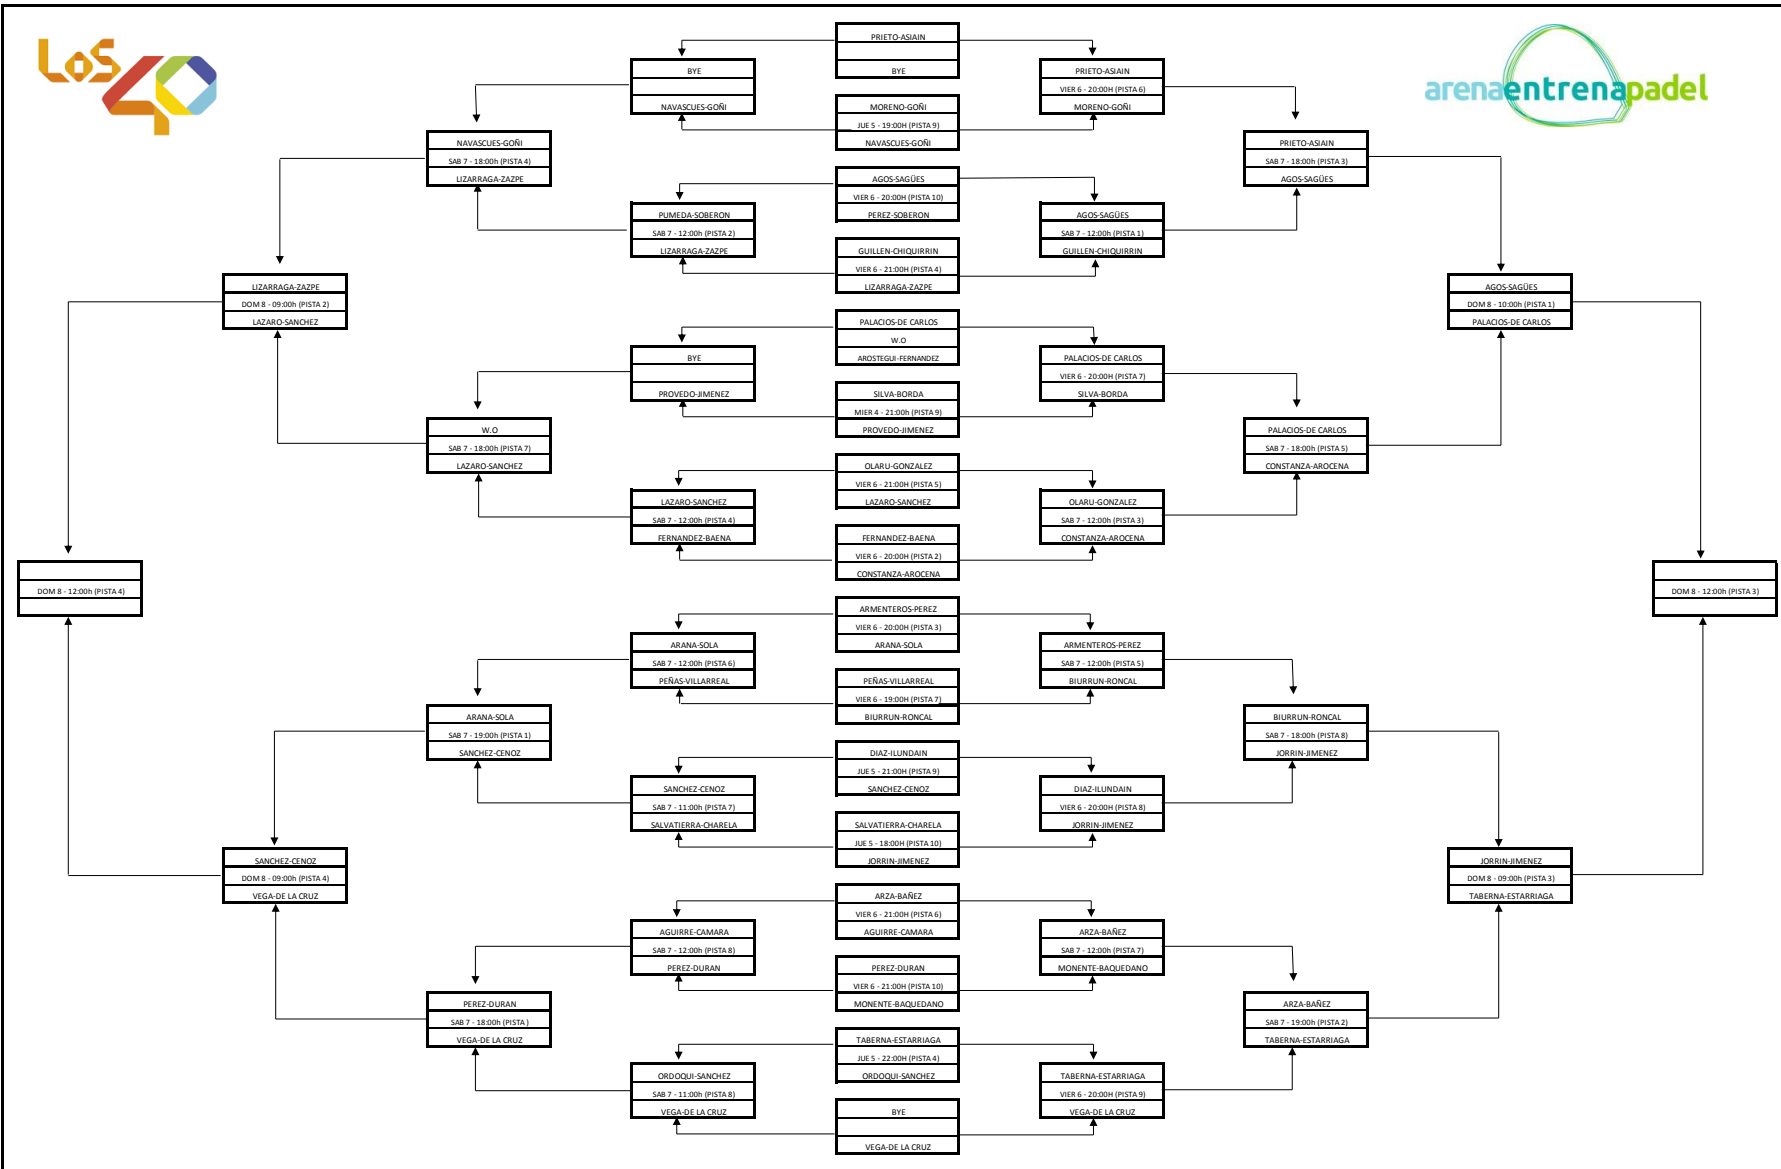 LOS 40
arenaentrenapadel
NAVASCUES-GOÑI
SAB 7 - 18:00h (PISTA 4)
LIZARRAGA-ZAZPE
LIZARRAGA-ZAZPE
DOM 8 - 09:00h (PISTA 2)
LAZARO-SANCHEZ
W.O
SAB 7 - 18:00h (PISTA 7)
LAZARO-SANCHEZ
DOM 8 - 12:00h (PISTA 4)
ARANA-SOLA
SAB 7 - 19:00h (PISTA 1)
SANCHEZ-CENOZ
SANCHEZ-CENOZ
DOM 8 - 09:00h (PISTA 4)
VEGA-DE LA CRUZ
PEREZ-DURAN
SAB 7 - 18:00h (PISTA )
VEGA-DE LA CRUZ
BYE
NAVASCUES-GOÑI
PUMEDA-SOBERON
SAB 7 - 12:00h (PISTA 2)
LIZARRAGA-ZAZPE
BYE
PROVEDO-JIMENEZ
LAZARO-SANCHEZ
SAB 7 - 12:00h (PISTA 4)
FERNANDEZ-BAENA
ARANA-SOLA
SAB 7 - 12:00h (PISTA 6)
PEÑAS-VILLARREAL
SANCHEZ-CENOZ
SAB 7 - 11:00h (PISTA 7)
SALVATIERRA-CHARELA
AGUIRRE-CAMARA
SAB 7 - 12:00h (PISTA 8)
PEREZ-DURAN
ORDOQUI-SANCHEZ
SAB 7 - 11:00h (PISTA 8)
VEGA-DE LA CRUZ
PRIETO-ASIAIN
BYE
MORENO-GOÑI
JUE 5 - 19:00H (PISTA 9)
NAVASCUES-GOÑI
AGOS-SAGÜES
VIER 6 - 20:00H (PISTA 10)
PEREZ-SOBERON
GUILLEN-CHIQUIRRIN
VIER 6 - 21:00H (PISTA 4)
LIZARRAGA-ZAZPE
PALACIOS-DE CARLOS
W.O
AROSTEGUI-FERNANDEZ
SILVA-BORDA
MIER 4 - 21:00H (PISTA 9)
PROVEDO-JIMENEZ
OLARU-GONZALEZ
VIER 6 - 21:00H (PISTA 5)
LAZARO-SANCHEZ
FERNANDEZ-BAENA
VIER 6 - 20:00H (PISTA 2)
CONSTANZA-AROCENA
ARMENTEROS-PEREZ
VIER 6 - 20:00H (PISTA 3)
ARANA-SOLA
PEÑAS-VILLARREAL
VIER 6 - 19:00H (PISTA 7)
BIURRUN-RONCAL
DIAZ-ILUNDAIN
JUE 5 - 21:00H (PISTA 9)
SANCHEZ-CENOZ
SALVATIERRA-CHARELA
JUE 5 - 18:00H (PISTA 10)
JORRIN-JIMENEZ
ARZA-BAÑEZ
VIER 6 - 21:00H (PISTA 6)
AGUIRRE-CAMARA
PEREZ-DURAN
VIER 6 - 21:00H (PISTA 10)
MONENTE-BAQUEDANO
TABERNA-ESTARRIAGA
JUE 5 - 22:00H (PISTA 4)
ORDOQUI-SANCHEZ
BYE
VEGA-DE LA CRUZ
PRIETO-ASIAIN
VIER 6 - 20:00H (PISTA 6)
MORENO-GOÑI
AGOS-SAGÜES
SAB 7 - 12:00h (PISTA 1)
GUILLEN-CHIQUIRRIN
PALACIOS-DE CARLOS
VIER 6 - 20:00H (PISTA 7)
SILVA-BORDA
OLARU-GONZALEZ
SAB 7 - 12:00h (PISTA 3)
CONSTANZA-AROCENA
ARMENTEROS-PEREZ
SAB 7 - 12:00h (PISTA 5)
BIURRUN-RONCAL
DIAZ-ILUNDAIN
VIER 6 - 20:00H (PISTA 8)
JORRIN-JIMENEZ
ARZA-BAÑEZ
SAB 7 - 12:00h (PISTA 7)
MONENTE-BAQUEDANO
TABERNA-ESTARRIAGA
VIER 6 - 20:00H (PISTA 9)
VEGA-DE LA CRUZ
PRIETO-ASIAIN
SAB 7 - 18:00h (PISTA 3)
AGOS-SAGÜES
PALACIOS-DE CARLOS
SAB 7 - 18:00h (PISTA 5)
CONSTANZA-AROCENA
BIURRUN-RONCAL
SAB 7 - 18:00h (PISTA 8)
JORRIN-JIMENEZ
ARZA-BAÑEZ
SAB 7 - 19:00h (PISTA 2)
TABERNA-ESTARRIAGA
AGOS-SAGÜES
DOM 8 - 10:00h (PISTA 1)
PALACIOS-DE CARLOS
JORRIN-JIMENEZ
DOM 8 - 09:00h (PISTA 3)
TABERNA-ESTARRIAGA
DOM 8 - 12:00h (PISTA 3)